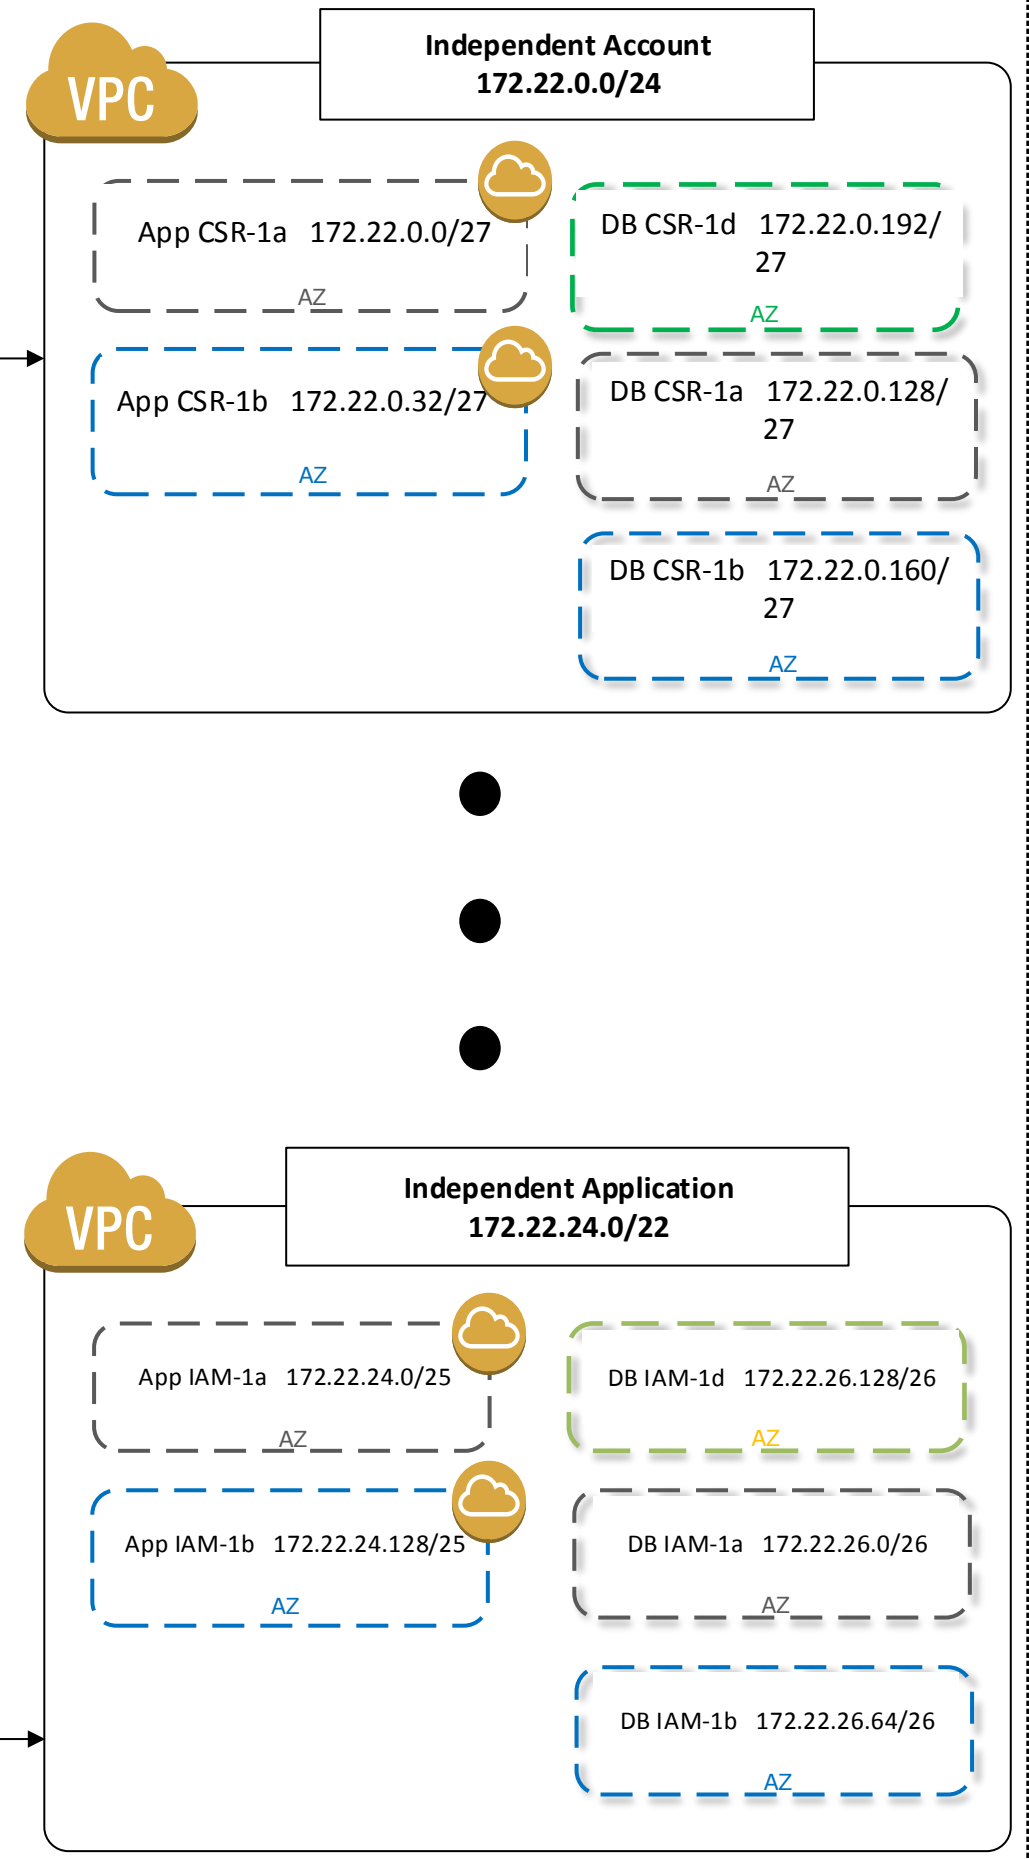 Independent Account
172.22.0.0/24
VPC
App CSR-1a 172.22.0.0/27
AZ
App CSR-1b 172.22.0.32/27
AZ
DB CSR-1d 172.22.0.192/
27
AZ
DB CSR-1a 172.22.0.128/
27
AZ
DB CSR-1b 172.22.0.160/
27
AZ
Independent Application
172.22.24.0/22
VPC
App IAM-1a 172.22.24.0/25
AZ
App IAM-1b 172.22.24.128/25
AZ
DB IAM-1d 172.22.26.128/26
AZ
DB IAM-1a 172.22.26.0/26
AZ
DB IAM-1b 172.22.26.64/26
AZ